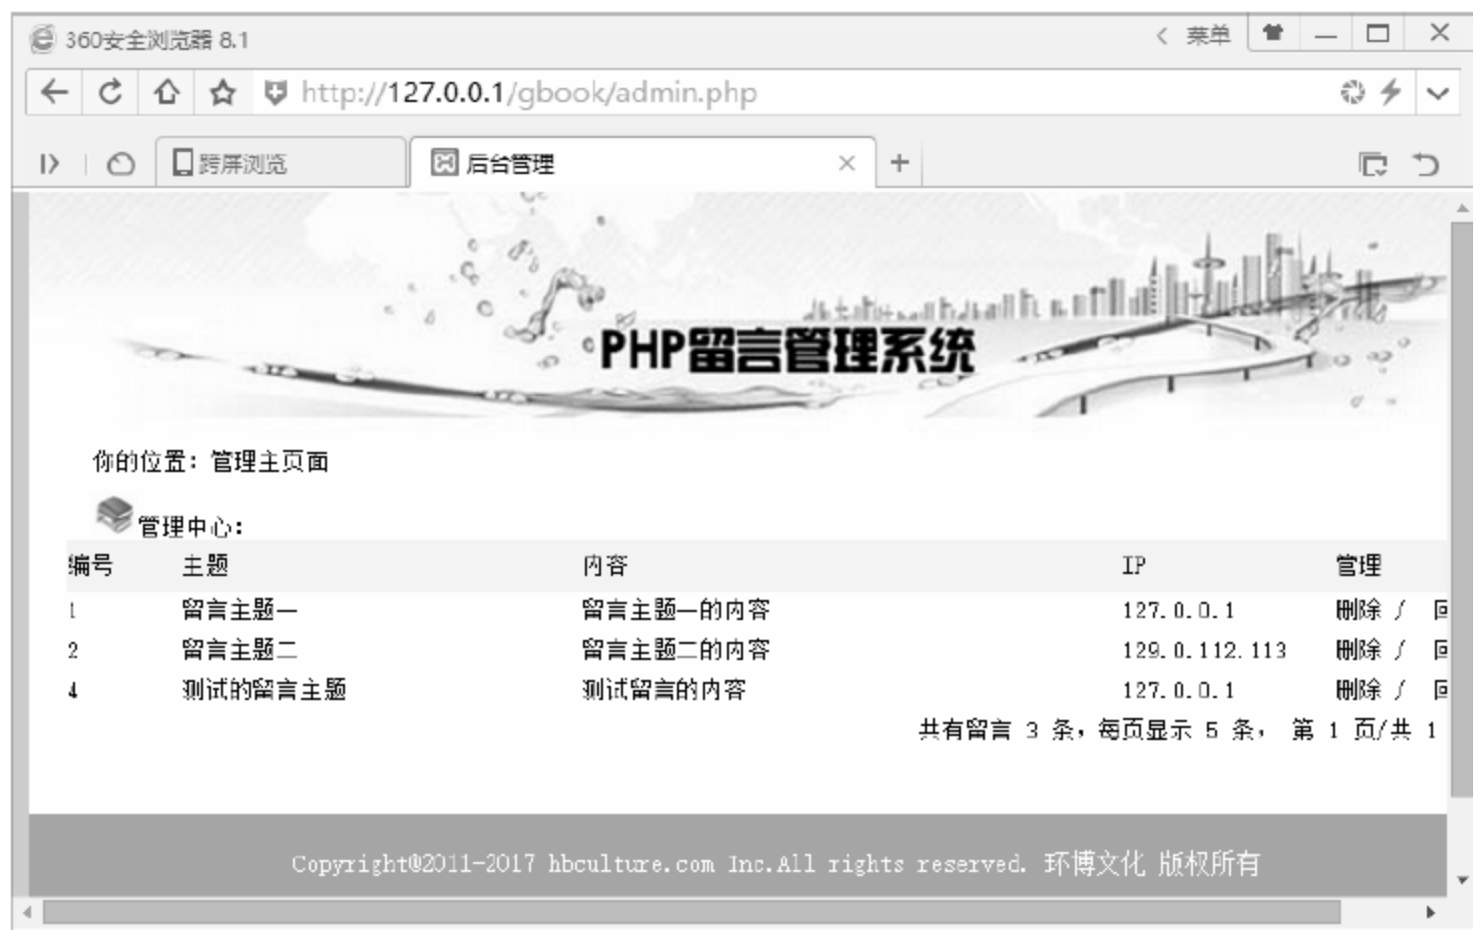 360安全浏览器 8.1 菜单
http://127.0.0.1/gbook/admin.php
跨屏浏览 后台管理
PHP留言管理系统
你的位置：管理主页面
管理中心：
编号 主题 内容 IP 管理
1 留言主题一 留言主题一的内容 127.0.0.1 删除 /
2 留言主题二 留言主题二的内容 129.0.112.113 删除 /
4 测试的留言主题 测试留言的内容 127.0.0.1 删除 /
共有留言 3 条，每页显示 5 条， 第 1 页/共 1
Copyright@2011-2017 hbculture.com Inc.All rights reserved. 环博文化 版权所有